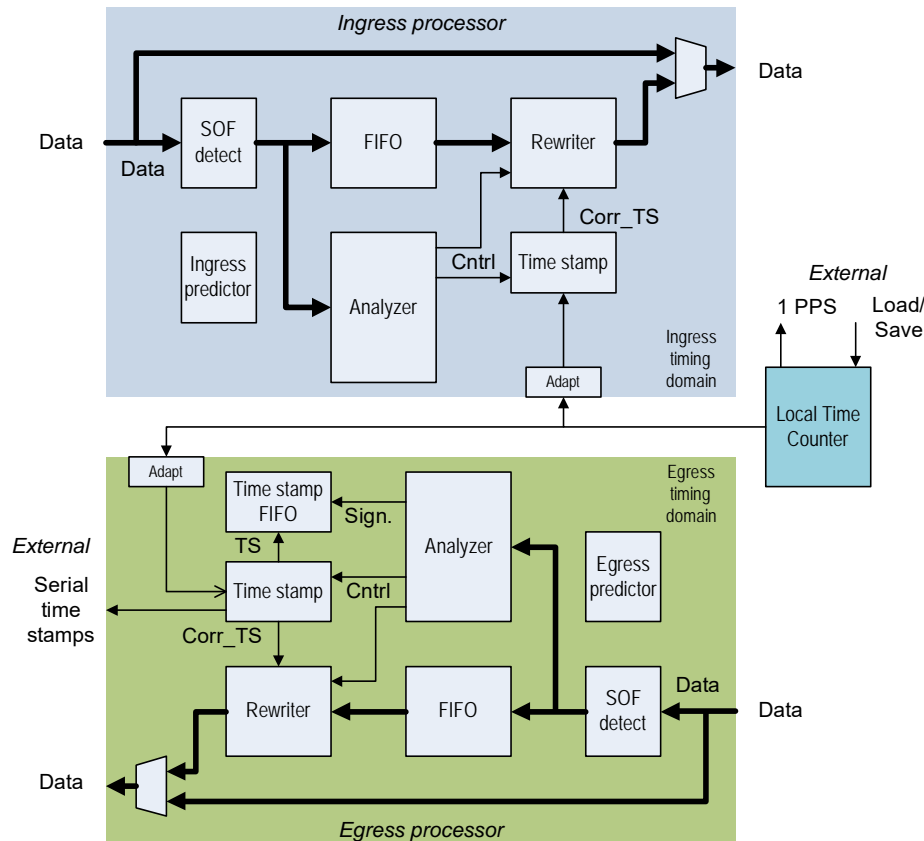 Ingress processor
Data
Data
Data
SOF
detect
FIFO
Rewriter
Corr_TS
Ingress
predictor
Analyzer
Cntrl
Time stamp
Ingress
timing
domain
Adapt
External
1 PPS
Load/
Save
Local Time
Counter
Adapt
Egress
timing
domain
Time stamp
FIFO
Sign.
TS
Analyzer
Egress
predictor
External
Serial
time
stamps
Time stamp
Cntrl
Corr_TS
Rewriter
FIFO
SOF
detect
Data
Data
Data
Egress processor